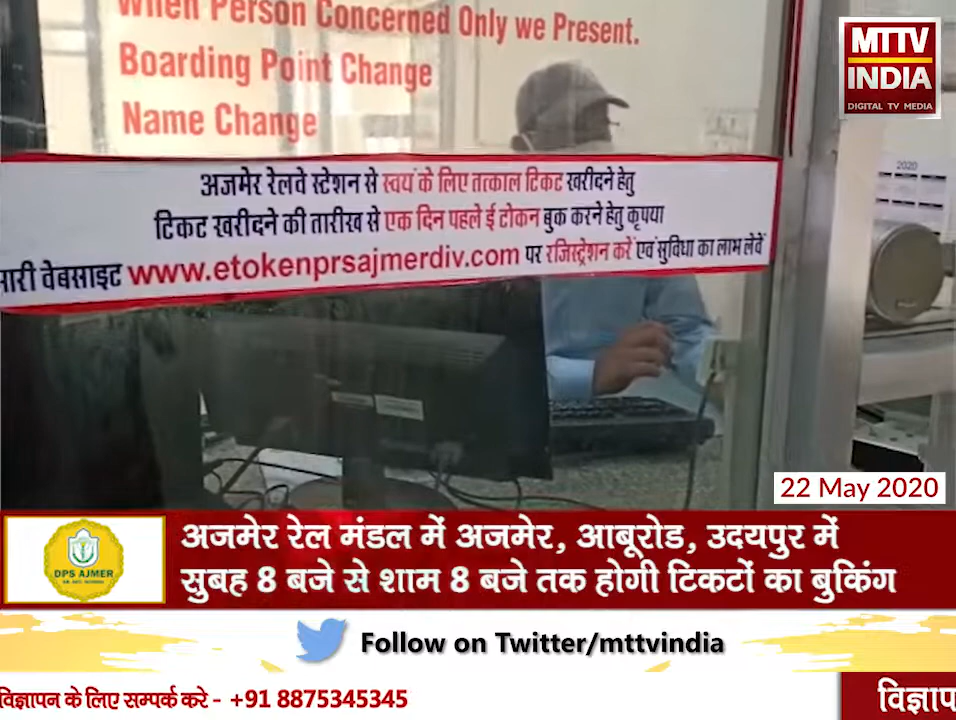 When Person Concerned Only we Present.
Boarding Point Change
Name Change
MTTV
INDIA
DIGITAL TV MEDIA
2020
अजमेर रेलवे स्टेशन से स्वयं के लिए तत्काल टिकट खरीदने हेतु
टिकट खरीदने की तारीख से एक दिन पहले ई टोकन बुक करने हेतु कृपया
वेबसाइट www.etokenprsajmerdiv.com पर रजिस्ट्रेशन करें एवं सुविधा का लाभ लेवें
22 May 2020
DPS AJMER
अजमेर रेल मंडल में अजमेर, आबूरोड, उदयपुर में
सुबह 8 बजे से शाम 8 बजे तक होगी टिकटों का बुकिंग
Follow on Twitter/mttvindia
विज्ञापन के लिए सम्पर्क करे - +91 8875345345